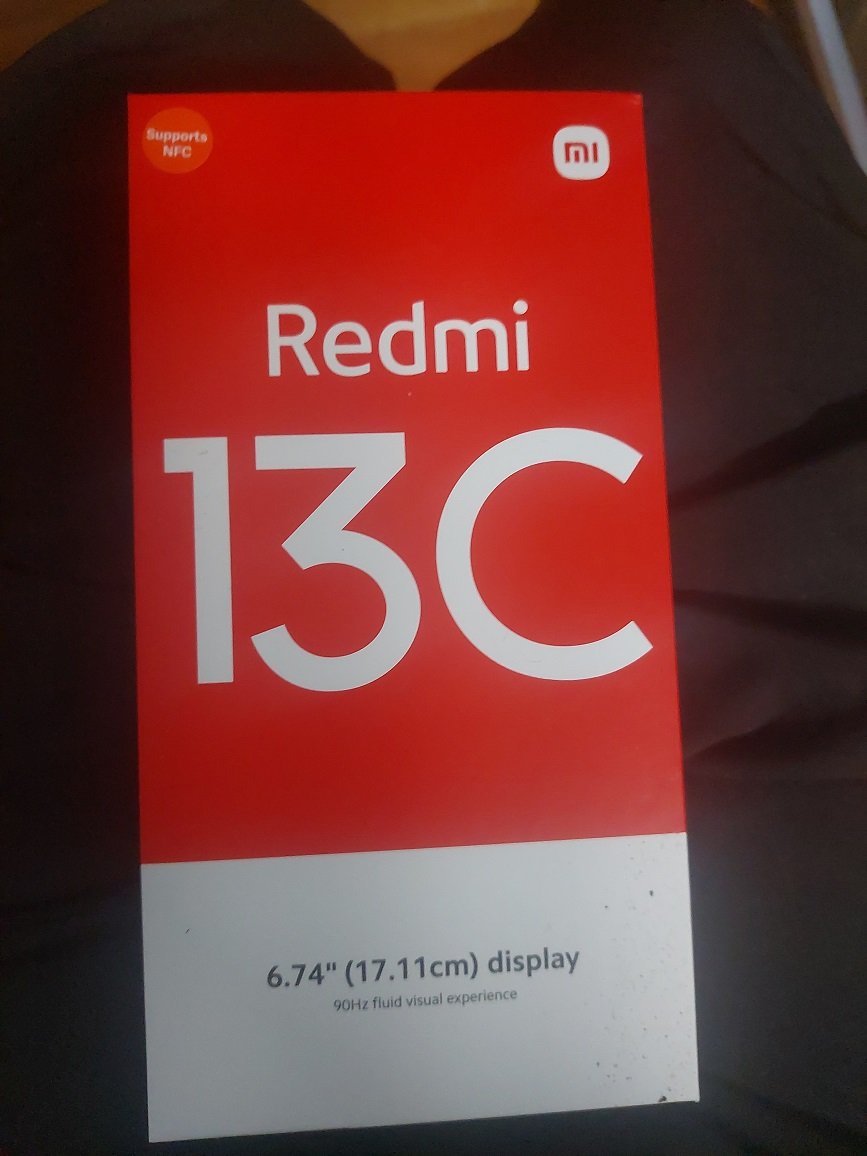 Supports
NFC
mi
Redmi
13C
6.74" (17.11cm) display
90Hz fluid visual experience